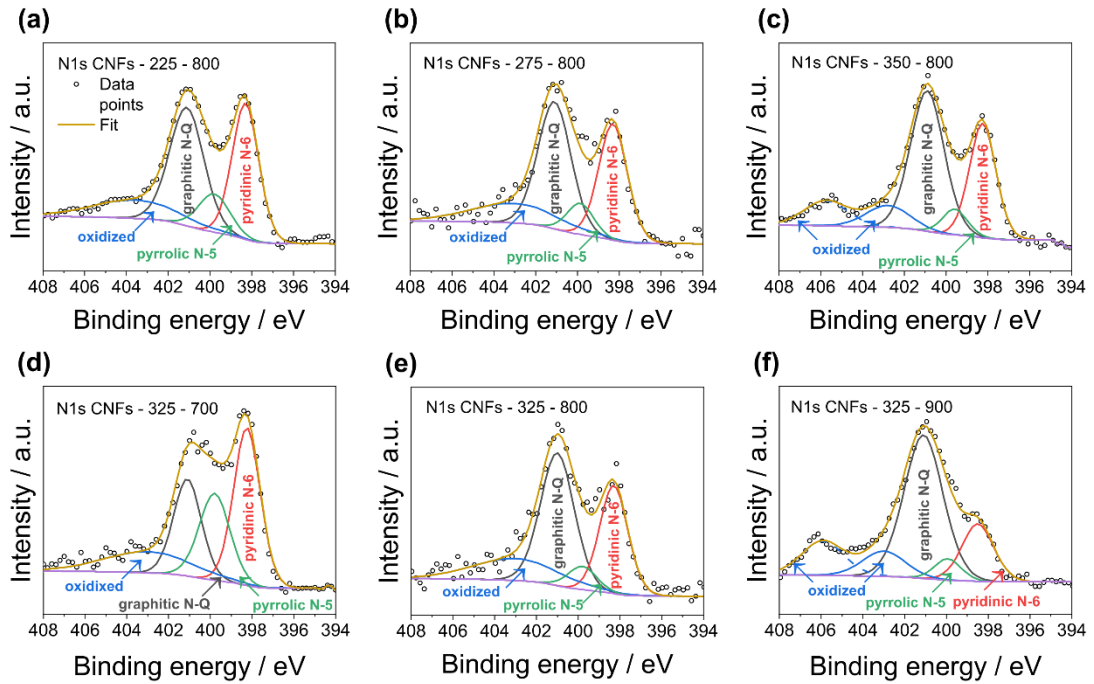 (a)
N1s CNFs - 225 - 800
Data
points
Fit
graphitic N-Q
pyridinic N-6
oxidized
pyrrolic N-5
Intensity / a.u.
408 406 404 402 400 398 396 394
Binding energy / eV
(b)
N1s CNFs - 275 - 800
graphitic N-Q
pyridinic N-6
oxidized
pyrrolic N-5
Intensity / a.u.
408 406 404 402 400 398 396 394
Binding energy / eV
(c)
N1s CNFs - 350 - 800
graphitic N-Q
pyridinic N-6
oxidized
pyrrolic N-5
Intensity / a.u.
408 406 404 402 400 398 396 394
Binding energy / eV
(d)
N1s CNFs - 325 - 700
pyridinic N-6
oxidixed
graphitic N-Q
pyrrolic N-5
Intensity / a.u.
408 406 404 402 400 398 396 394
Binding energy / eV
(e)
N1s CNFs - 325 - 800
graphitic N-Q
pyridinic N-6
oxidized
pyrrolic N-5
Intensity / a.u.
408 406 404 402 400 398 396 394
Binding energy / eV
(f)
N1s CNFs - 325 - 900
graphitic N-Q
oxidized
pyrrolic N-5
pyridinic N-6
Intensity / a.u.
408 406 404 402 400 398 396 394
Binding energy / eV